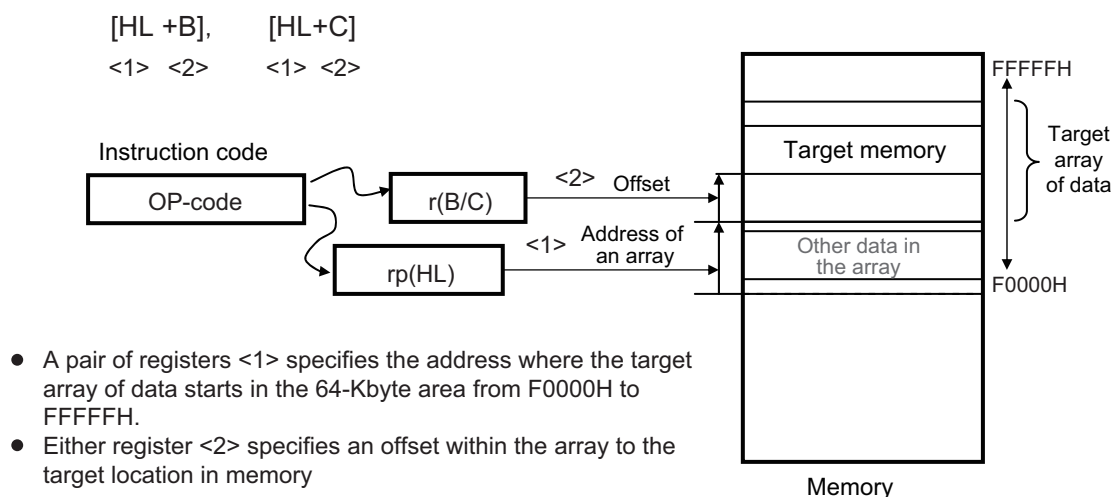 [HL +B], [HL+C]
<1> <2> <1> <2>
Instruction code
OP-code
r(B/C)
<2> Offset
rp(HL)
<1> Address of
an array
FFFFFH
Target memory
Target
array
of data
Other data in
the array
F0000H
● A pair of registers <1> specifies the address where the target
array of data starts in the 64-Kbyte area from F0000H to
FFFFFH.
● Either register <2> specifies an offset within the array to the
target location in memory
Memory